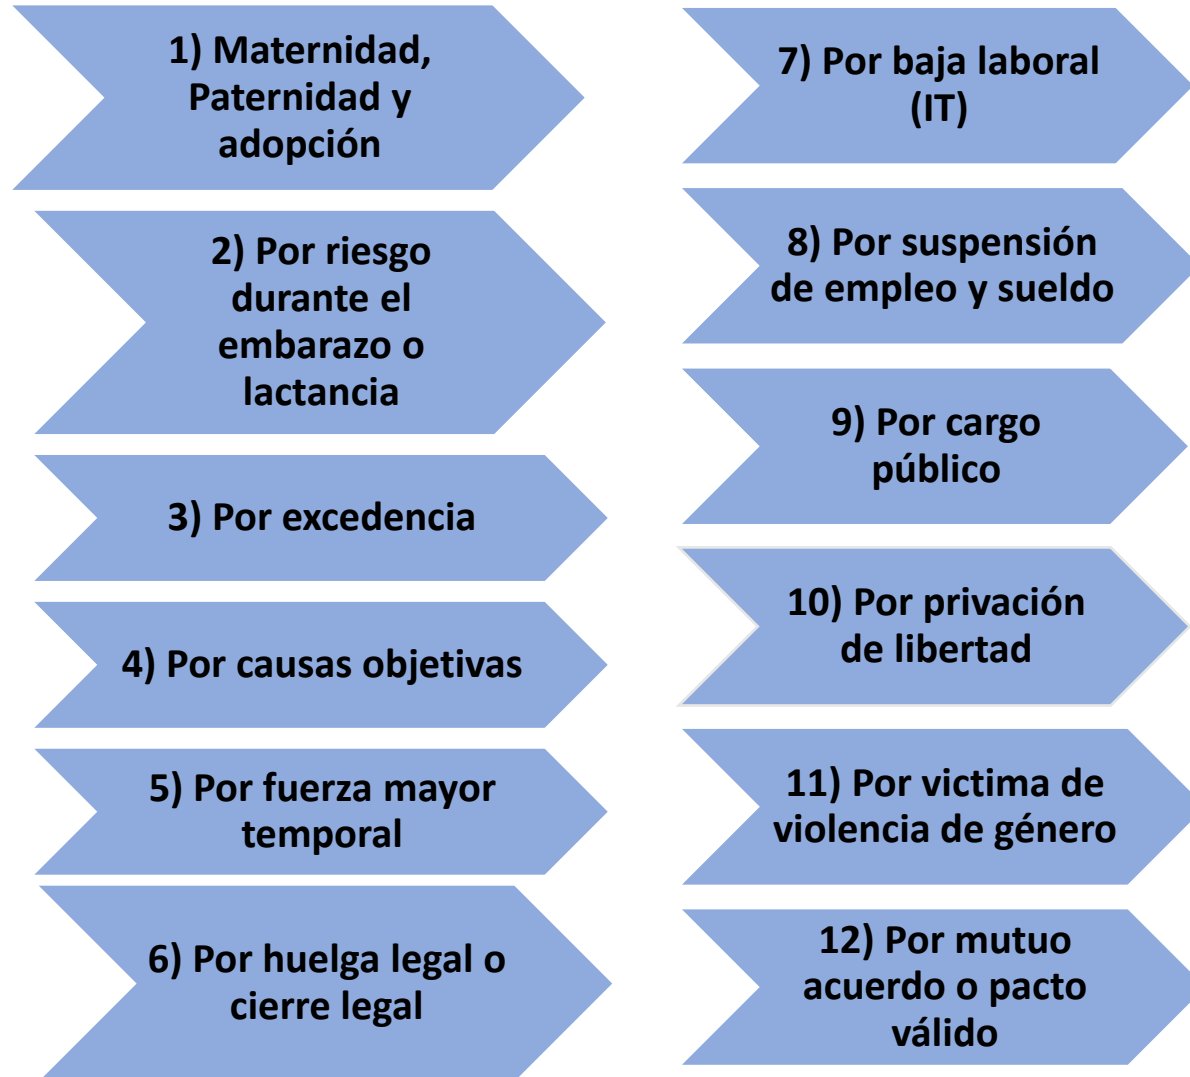 1) Maternidad,
Paternidad y
adopción
2) Por riesgo
durante el
embarazo o
lactancia
3) Por excedencia
4) Por causas objetivas
5) Por fuerza mayor
temporal
6) Por huelga legal o
cierre legal
7) Por baja laboral
(IT)
8) Por suspensión
de empleo y sueldo
9) Por cargo
público
10) Por privación
de libertad
11) Por victima de
violencia de género
12) Por mutuo
acuerdo o pacto
válido